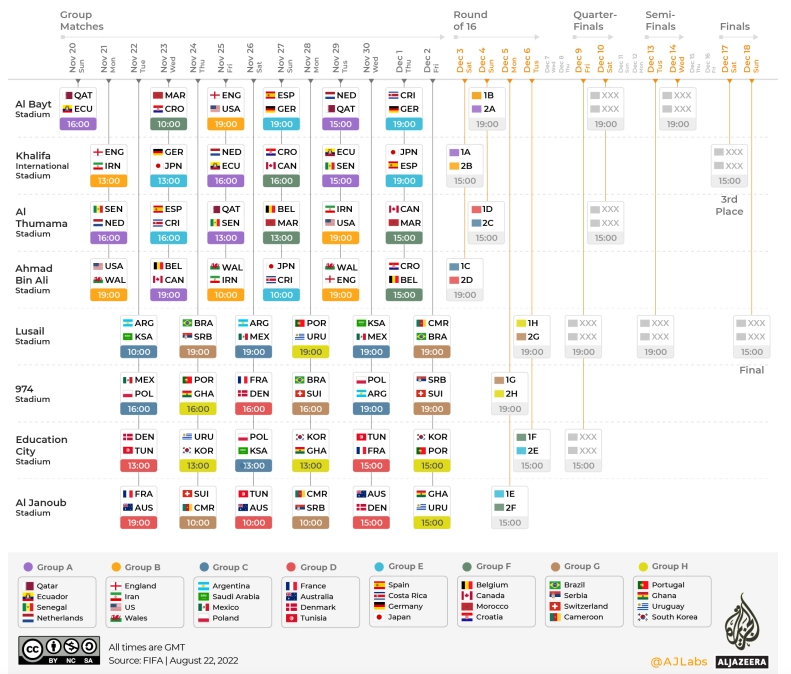 Group
Matches
Round
of 16
Quarter-
Finals
Semi-
Finals
Finals
Nov 20 Sun
Nov 21 Mon
Nov 22 Tue
Nov 23 Wed
Nov 24 Thu
Nov 25 Fri
Nov 26 Sat
Nov 27 Sun
Nov 28 Mon
Nov 29 Tue
Nov 30 Wed
Dec 1 Thu
Dec 2 Fri
Dec 3 Sat
Dec 4 Sun
Dec 5 Mon
Dec 6 Tus
Dec 7 Wed
Dec 8 Thu
Dec 9 Fri
Dec 10 Sat
Dec 11 Sun
Dec 12 Mon
Dec 13 Tus
Dec 14 Wed
Dec 15 Thu
Dec 16 Fri
Dec 17 Sat
Dec 18 Sun
Al Bayt
Stadium
QAT MAR ENG ESP NED CRI 1B XXX XXX
ECU CRO USA GER QAT GER 2A XXX XXX
16:00 10:00 19:00 19:00 15:00 19:00 19:00 19:00 19:00
Khalifa
International
Stadium
ENG GER NED CRO ECU JPN 1A XXX
IRN JPN ECU CAN SEN ESP 2B XXX
13:00 13:00 16:00 16:00 15:00 19:00 15:00 15:00
3rd
Place
Al
Thumama
Stadium
SEN ESP QAT BEL IRN CAN 1D XXX
NED CRI SEN MAR USA MAR 2C XXX
16:00 16:00 13:00 13:00 19:00 15:00 15:00 15:00
Ahmad
Bin Ali
Stadium
USA BEL WAL JPN WAL CRO 1C
WAL CAN IRN CRI ENG BEL 2D
19:00 19:00 10:00 10:00 19:00 15:00 19:00
Lusail
Stadium
ARG BRA ARG POR KSA CMR 1H XXX XXX XXX
KSA SRB MEX URU MEX BRA 2G XXX XXX XXX
10:00 19:00 19:00 19:00 19:00 19:00 19:00 19:00 19:00 15:00
Final
974
Stadium
MEX POR FRA BRA POL SRB 1G
POL GHA DEN SUI ARG SUI 2H
16:00 16:00 16:00 16:00 19:00 19:00 19:00
Education
City
Stadium
DEN URU POL KOR TUN KOR 1F XXX
TUN KOR KSA GHA FRA POR 2E XXX
13:00 13:00 13:00 13:00 15:00 15:00 15:00 15:00
Al Janoub
Stadium
FRA SUI TUN CMR AUS GHA 1E
AUS CMR AUS SRB DEN URU 2F
19:00 10:00 10:00 10:00 15:00 15:00 15:00
Group A
Qatar
Ecuador
Senegal
Netherlands
Group B
England
Iran
US
Wales
Group C
Argentina
Saudi Arabia
Mexico
Poland
Group D
France
Australia
Denmark
Tunisia
Group E
Spain
Costa Rica
Germany
Japan
Group F
Belgium
Canada
Morocco
Croatia
Group G
Brazil
Serbia
Switzerland
Cameroon
Group H
Portugal
Ghana
Uruguay
South Korea
cc BY NC SA
All times are GMT
Source: FIFA | August 22, 2022
@AJLabs
ALJAZEERA